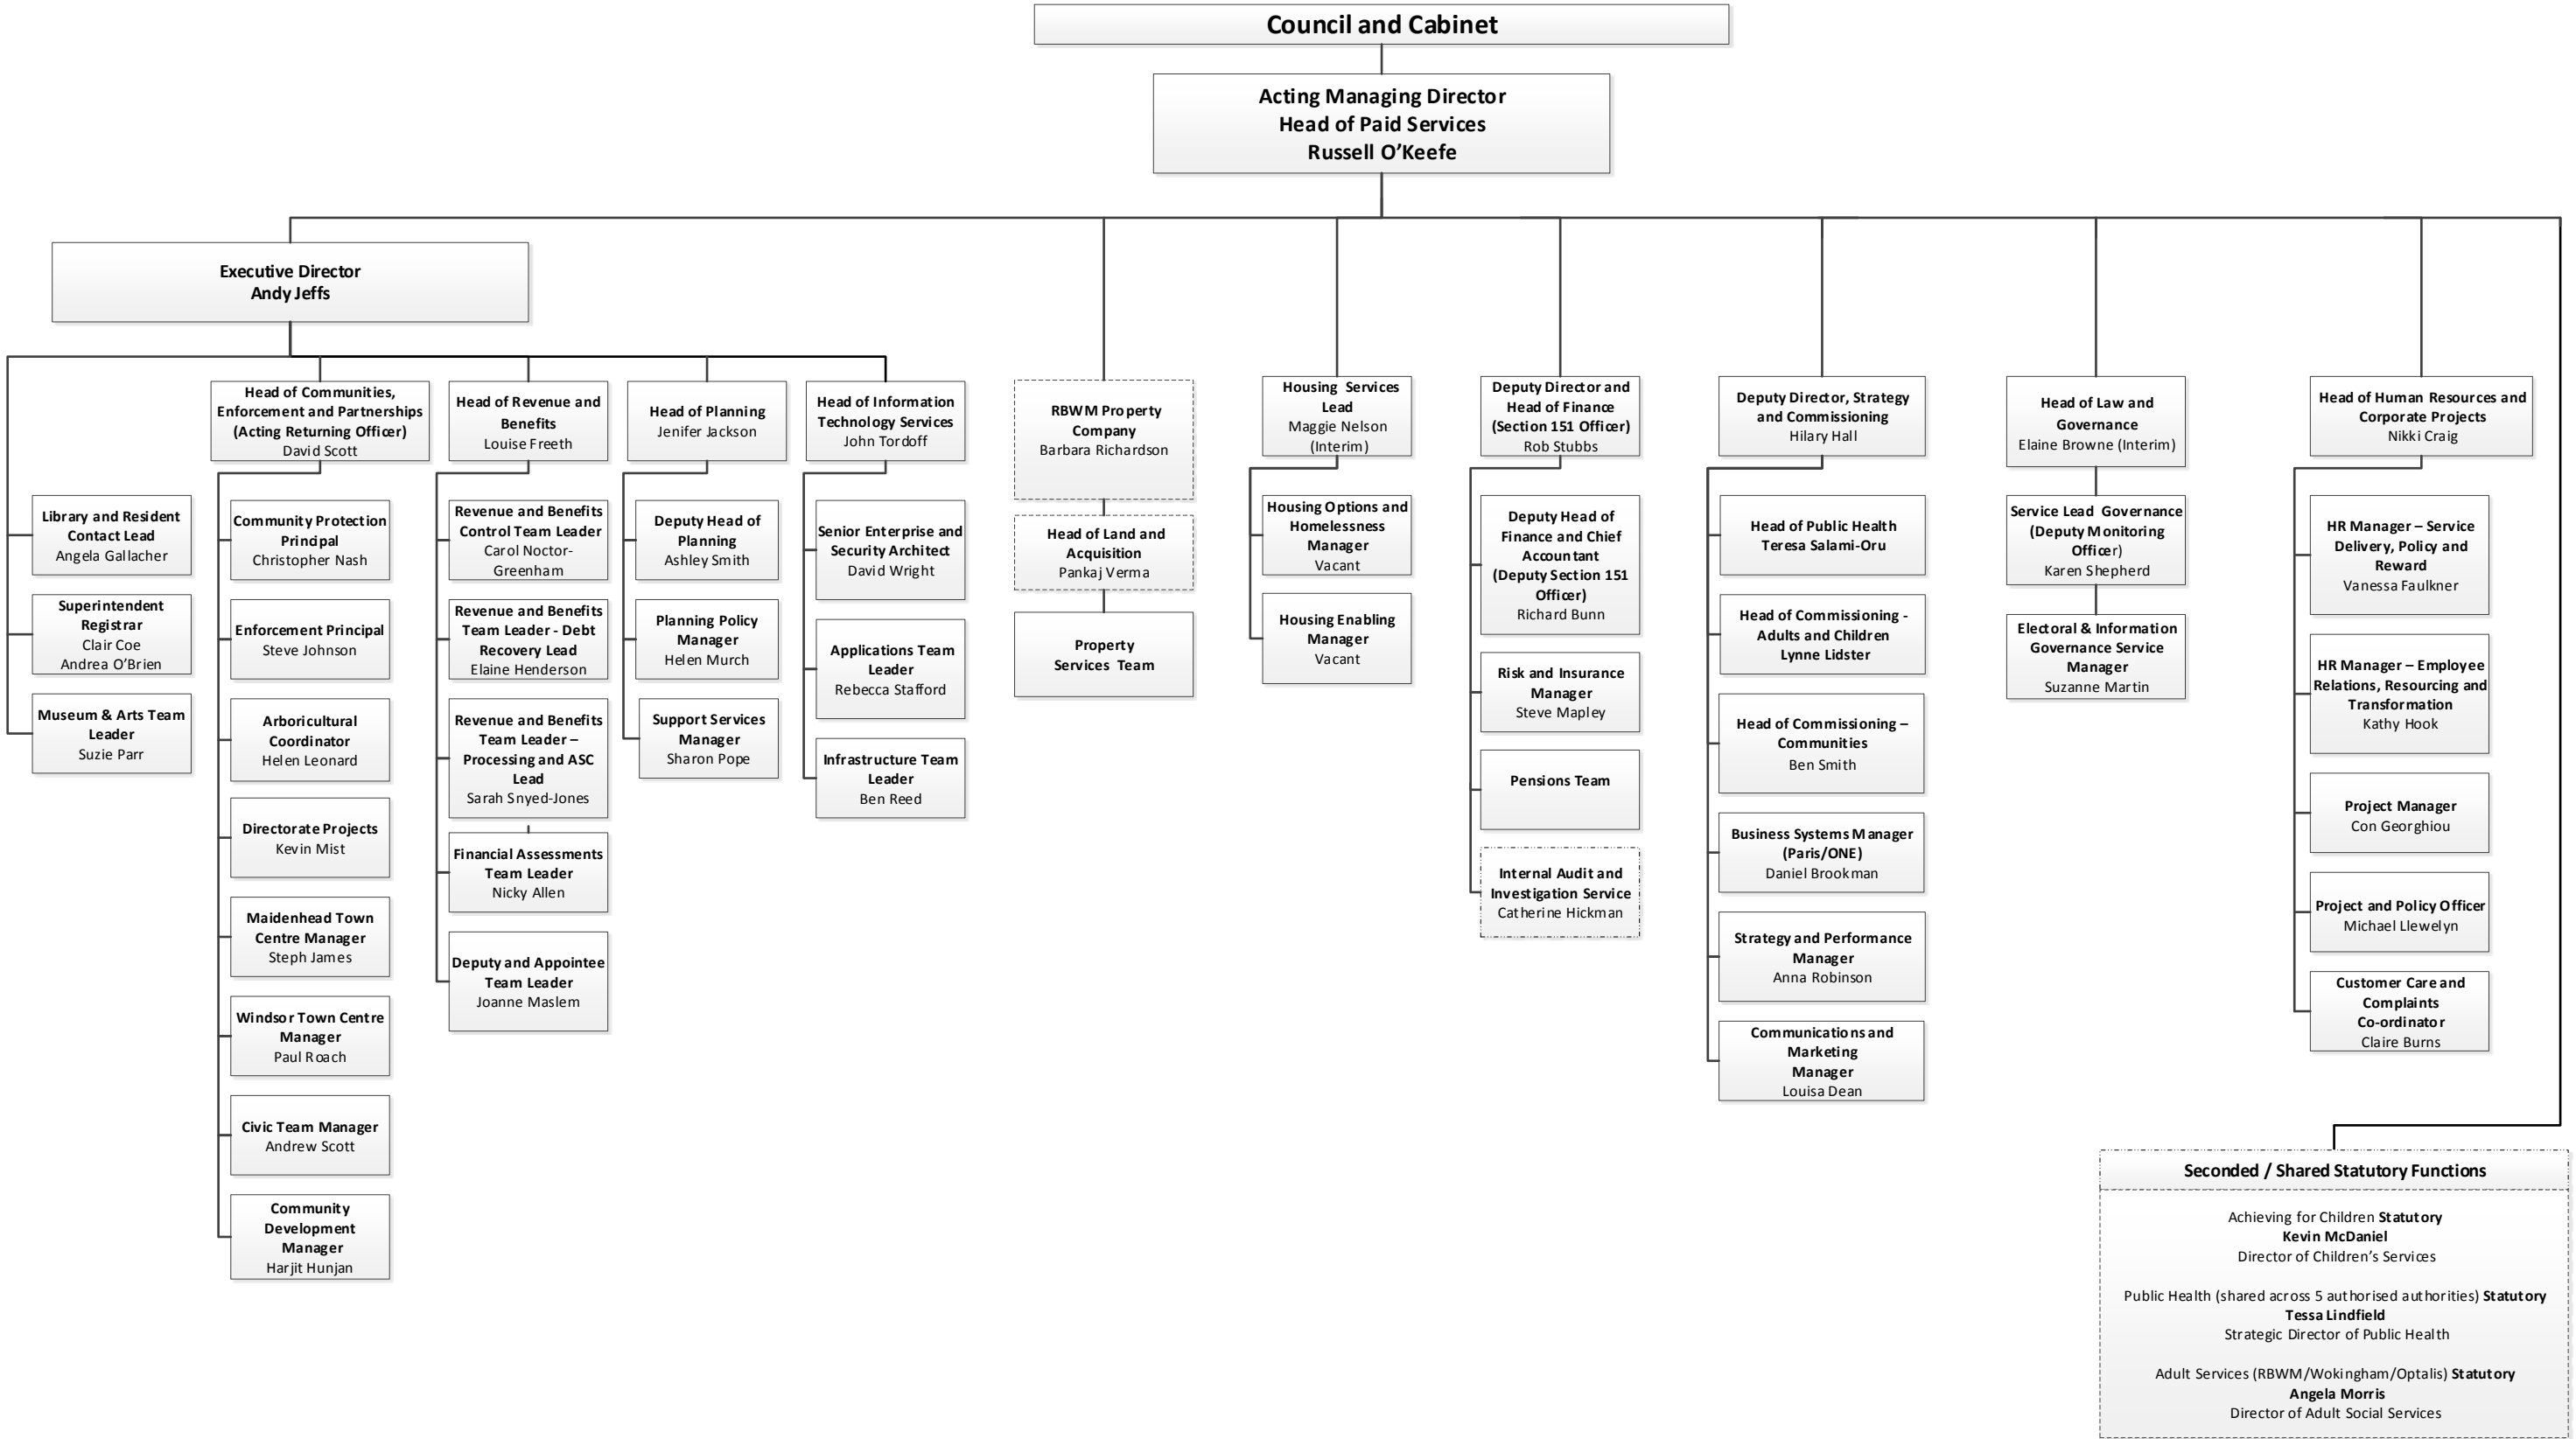 Council and Cabinet
Acting Managing Director
Head of Paid Services
Russell O’Keefe
Executive Director
Andy Jeffs
Library and Resident
Contact Lead
Angela Gallacher
Superintendent
Registrar
Clair Coe
Andrea O’Brien
Museum & Arts Team
Leader
Suzie Parr
Head of Communities,
Enforcement and Partnerships
(Acting Returning Officer)
David Scott
Community Protection
Principal
Christopher Nash
Enforcement Principal
Steve Johnson
Arboricultural
Coordinator
Helen Leonard
Directorate Projects
Kevin Mist
Maidenhead Town
Centre Manager
Steph James
Windsor Town Centre
Manager
Paul Roach
Civic Team Manager
Andrew Scott
Community
Development
Manager
Harjit Hunjan
Head of Revenue and
Benefits
Louise Freeth
Revenue and Benefits
Control Team Leader
Carol Noctor-
Greenham
Revenue and Benefits
Team Leader - Debt
Recovery Lead
Elaine Henderson
Revenue and Benefits
Team Leader –
Processing and ASC
Lead
Sarah Snyed-Jones
Financial Assessments
Team Leader
Nicky Allen
Deputy and Appointee
Team Leader
Joanne Maslem
Head of Planning
Jenifer Jackson
Deputy Head of
Planning
Ashley Smith
Planning Policy
Manager
Helen Murch
Support Services
Manager
Sharon Pope
Head of Information
Technology Services
John Tordoff
Senior Enterprise and
Security Architect
David Wright
Applications Team
Leader
Rebecca Stafford
Infrastructure Team
Leader
Ben Reed
RBWM Property
Company
Barbara Richardson
Head of Land and
Acquisition
Pankaj Verma
Property
Services Team
Housing Services
Lead
Maggie Nelson
(Interim)
Housing Options and
Homelessness
Manager
Vacant
Housing Enabling
Manager
Vacant
Deputy Director and
Head of Finance
(Section 151 Officer)
Rob Stubbs
Deputy Head of
Finance and Chief
Accountant
(Deputy Section 151
Officer)
Richard Bunn
Risk and Insurance
Manager
Steve Mapley
Pensions Team
Internal Audit and
Investigation Service
Catherine Hickman
Deputy Director, Strategy
and Commissioning
Hilary Hall
Head of Public Health
Teresa Salami-Oru
Head of Commissioning -
Adults and Children
Lynne Lidster
Head of Commissioning –
Communities
Ben Smith
Business Systems Manager
(Paris/ONE)
Daniel Brookman
Strategy and Performance
Manager
Anna Robinson
Communications and
Marketing
Manager
Louisa Dean
Head of Law and
Governance
Elaine Browne (Interim)
Service Lead Governance
(Deputy Monitoring
Officer)
Karen Shepherd
Electoral & Information
Governance Service
Manager
Suzanne Martin
Head of Human Resources and
Corporate Projects
Nikki Craig
HR Manager – Service
Delivery, Policy and
Reward
Vanessa Faulkner
HR Manager – Employee
Relations, Resourcing and
Transformation
Kathy Hook
Project Manager
Con Georghiou
Project and Policy Officer
Michael Llewelyn
Customer Care and
Complaints
Co-ordinator
Claire Burns
Seconded / Shared Statutory Functions
Achieving for Children Statutory
Kevin McDaniel
Director of Children’s Services
Public Health (shared across 5 authorised authorities) Statutory
Tessa Lindfield
Strategic Director of Public Health
Adult Services (RBWM/Wokingham/Optalis) Statutory
Angela Morris
Director of Adult Social Services